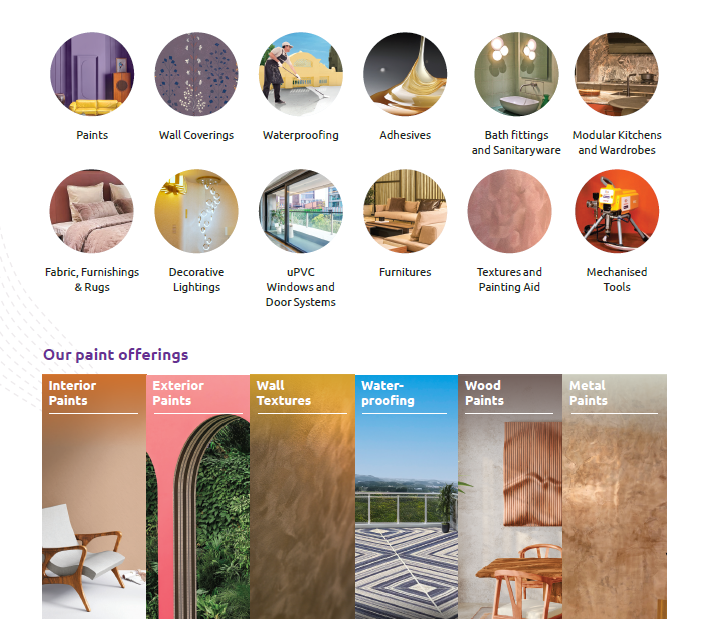 Paints
Wall Coverings
Waterproofing
Adhesives
Bath fittings
and Sanitaryware
Modular Kitchens
and Wardrobes
Fabric, Furnishings
& Rugs
Decorative
Lightings
uPVC
Windows and
Door Systems
Furnitures
Textures and
Painting Aid
Mechanised
Tools
Our paint offerings
Interior
Paints
Exterior
Paints
Wall
Textures
Water-
proofing
Wood
Paints
Metal
Paints